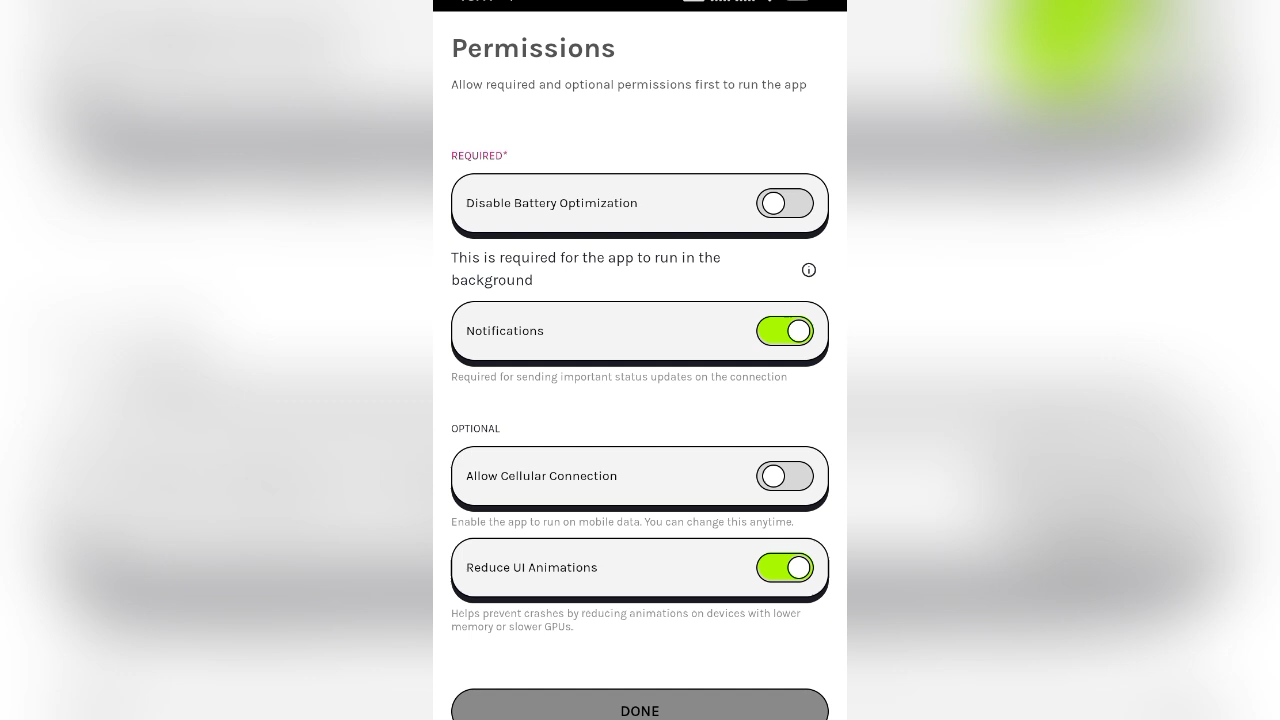 Permissions
Allow required and optional permissions first to run the app
REQUIRED*
Disable Battery Optimization
This is required for the app to run in the
background
Notifications
Required for sending important status updates on the connection
OPTIONAL
Allow Cellular Connection
Enable the app to run on mobile data. You can change this anytime.
Reduce UI Animations
Helps prevent crashes by reducing animations on devices with lower
memory or slower GPUs.
DONE